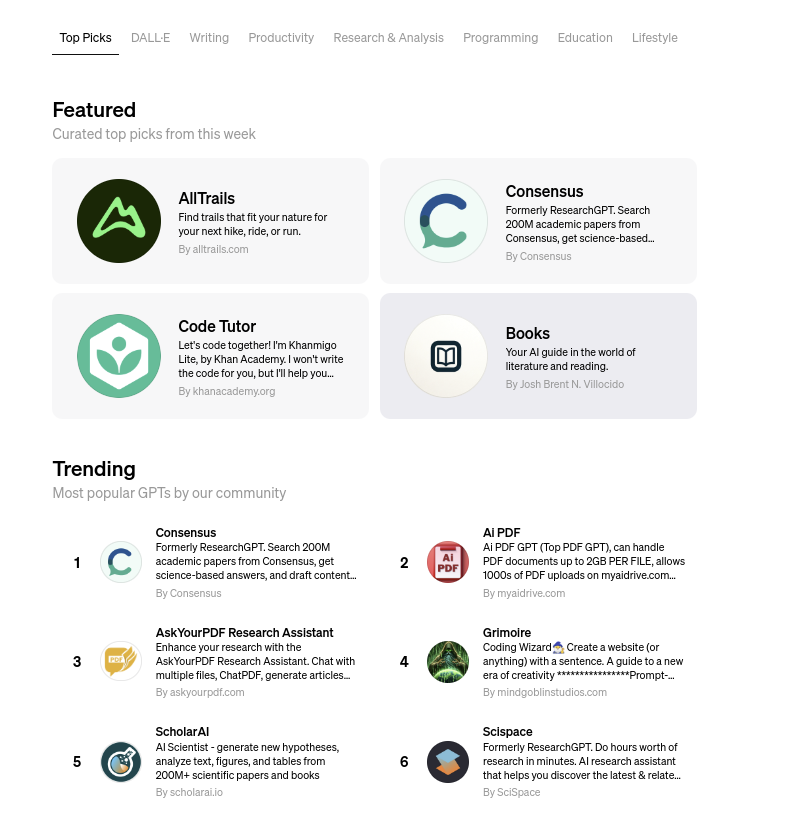 Top Picks DALL·E Writing Productivity Research & Analysis Programming Education Lifestyle
Featured
Curated top picks from this week
AllTrails
Find trails that fit your nature for
your next hike, ride, or run.
By alltrails.com
Consensus
Formerly ResearchGPT. Search
200M academic papers from
Consensus, get science-based...
By Consensus
Code Tutor
Let's code together! I'm Khanmigo
Lite, by Khan Academy. I won't write
the code for you, but I'll help you...
By khanacademy.org
Books
Your AI guide in the world of
literature and reading.
By Josh Brent N. Villocido
Trending
Most popular GPTs by our community
1
Consensus
Formerly ResearchGPT. Search 200M
academic papers from Consensus, get
science-based answers, and draft content...
By Consensus
2
Ai
PDF
Ai PDF
Ai PDF GPT (Top PDF GPT), can handle
PDF documents up to 2GB PER FILE, allows
1000s of PDF uploads on myaidrive.com...
By myaidrive.com
3
PDF
AskYourPDF Research Assistant
Enhance your research with the
AskYourPDF Research Assistant. Chat with
multiple files, ChatPDF, generate articles...
By askyourpdf.com
4
Grimoire
Coding Wizard🧙‍♂️ Create a website (or
anything) with a sentence. A guide to a new
era of creativity ****************Prompt-...
By mindgoblinstudios.com
5
ScholarAI
AI Scientist - generate new hypotheses,
analyze text, figures, and tables from
200M+ scientific papers and books
By scholarai.io
6
Scispace
Formerly ResearchGPT. Do hours worth of
research in minutes. AI research assistant
that helps you discover the latest & relate...
By SciSpace